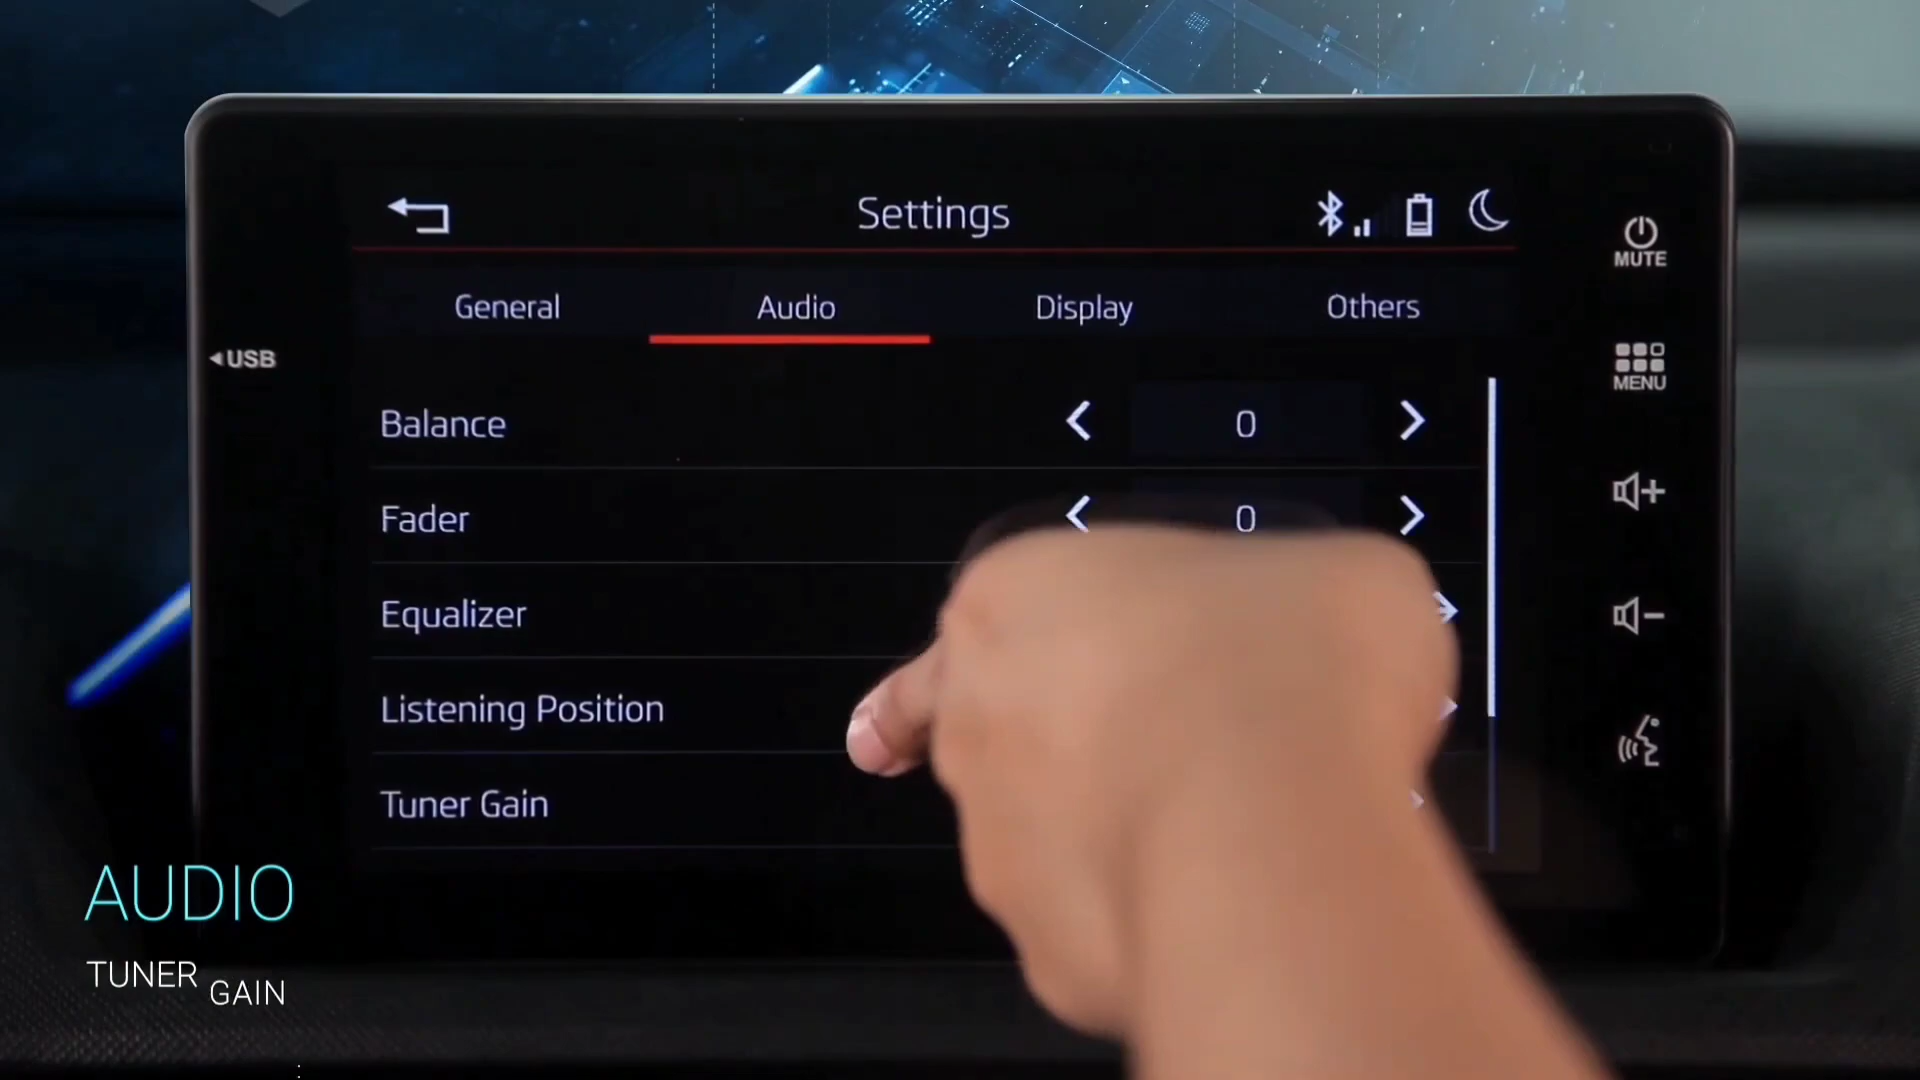 Settings
General Audio Display Others
MUTE
USB
MENU
Balance 0
Fader 0
Equalizer
Listening Position
Tuner Gain
AUDIO
TUNER GAIN